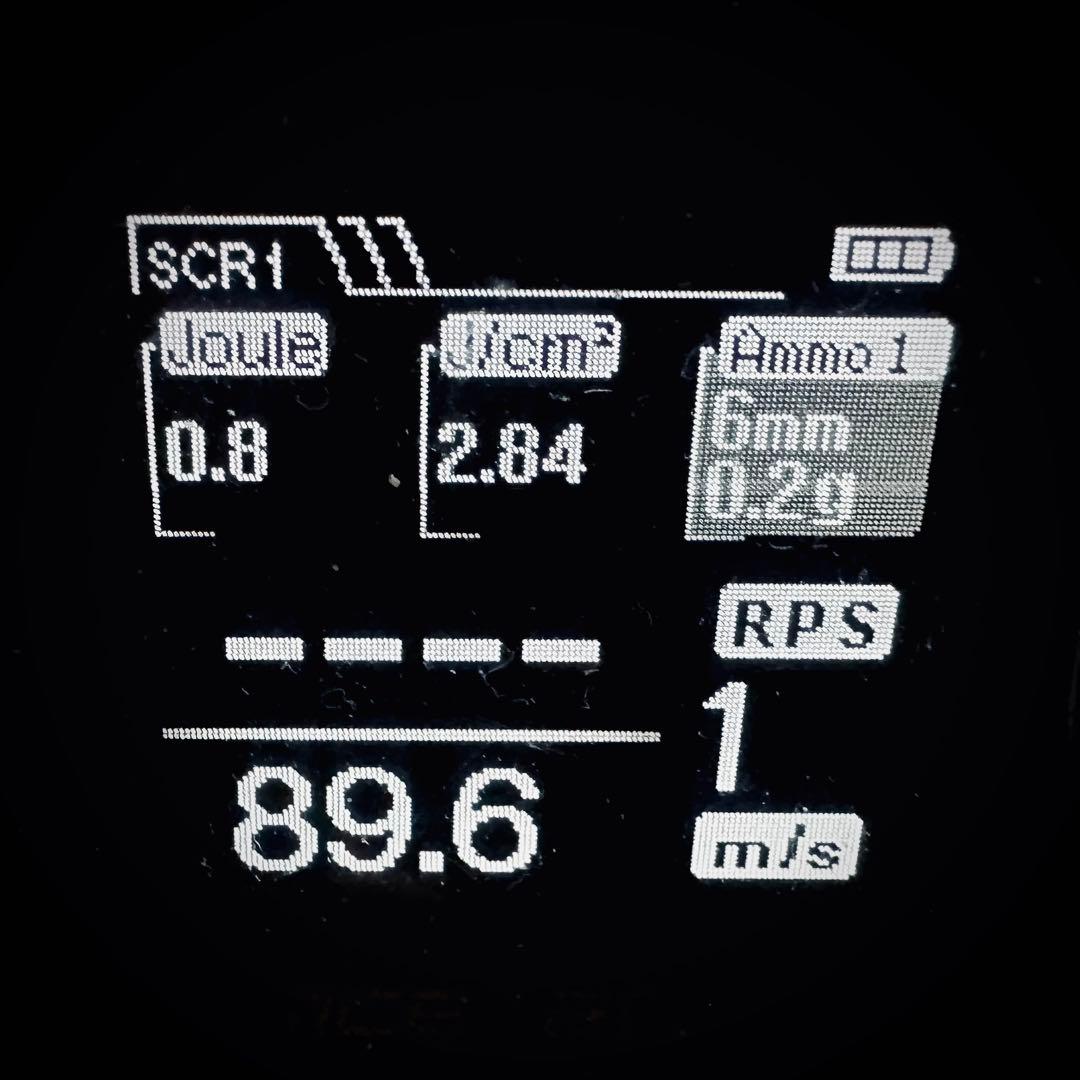 SCR1
Joule J/cm² Ammo 1
0.8 2.84 6mm
0.2g
RPS
----
1
89.6
m/s